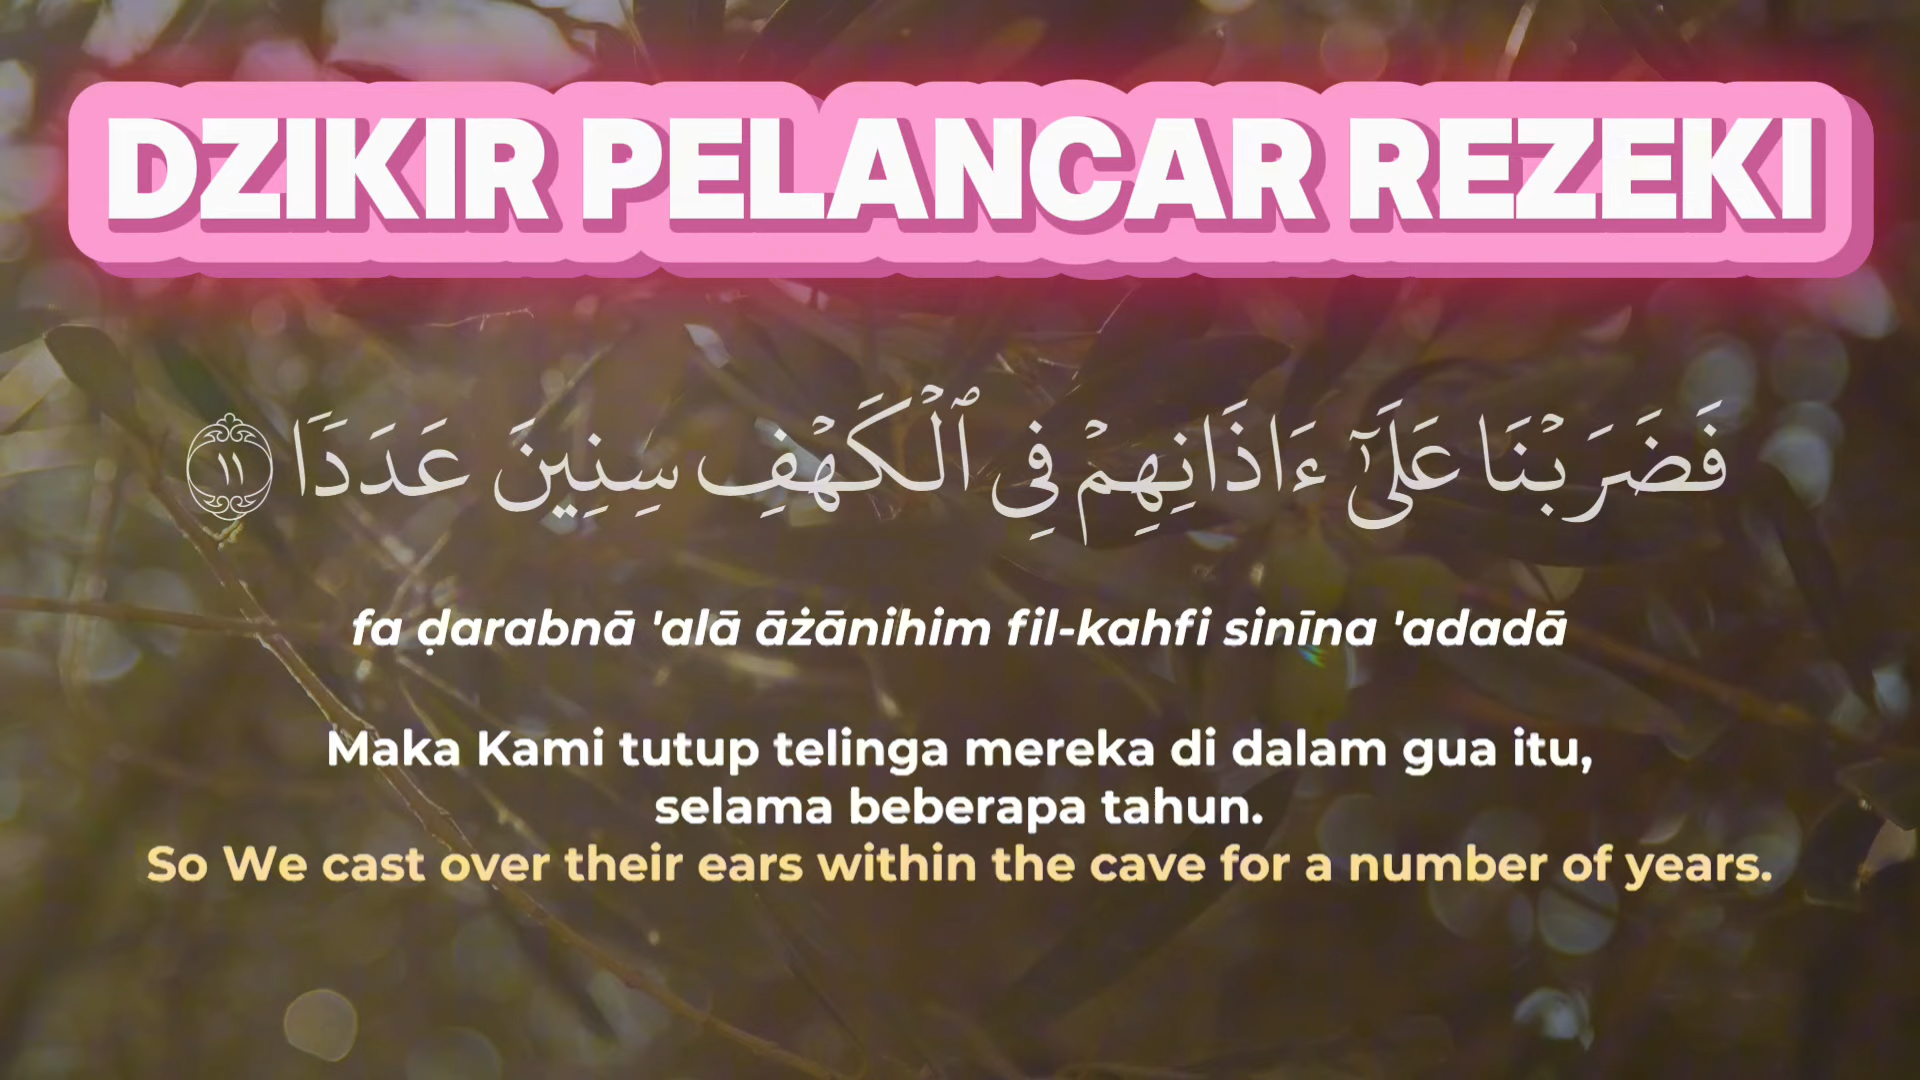 DZIKIR PELANCAR REZEKI
فَضَرَبْنَا عَلَىٰٓ ءَاذَانِهِمْ فِى ٱلْكَهْفِ سِنِينَ عَدَدًا ١١
fa ḍarabnā 'alā āżānihim fil-kahfi sinīna 'adadā
Maka Kami tutup telinga mereka di dalam gua itu,
selama beberapa tahun.
So We cast over their ears within the cave for a number of years.